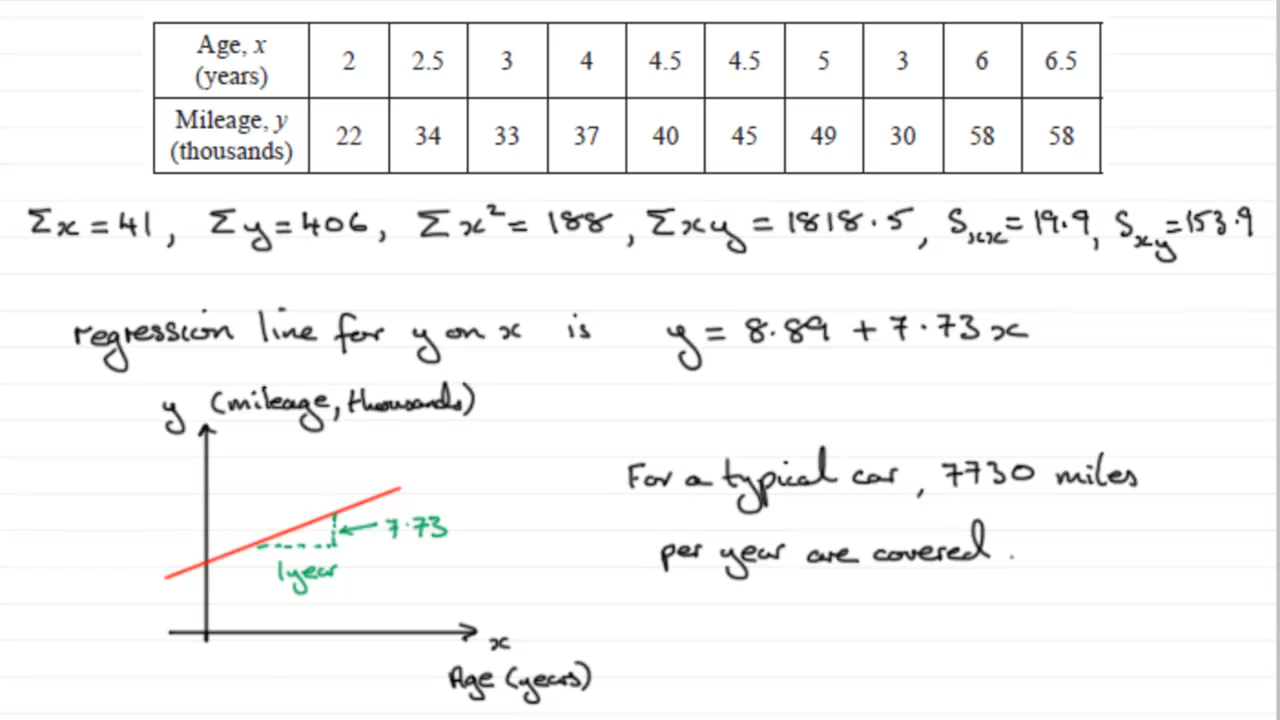 Age, x (years) 2 2.5 3 4 4.5 4.5 5 3 6 6.5
Mileage, y (thousands) 22 34 33 37 40 45 49 30 58 58
Σx = 41, Σy = 406, Σx² = 188, Σxy = 1818.5, Sxx = 19.9, Sxy = 153.9
regression line for y on x is y = 8.89 + 7.73x
y (mileage, thousands)
For a typical car, 7730 miles
per year are covered.
7.73
1 year
x
Age (years)